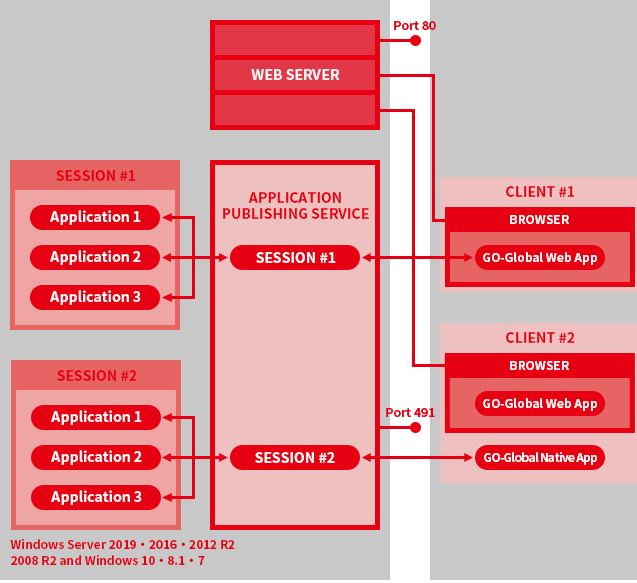 Port 80
WEB SERVER
SESSION #1
Application 1
Application 2
Application 3
APPLICATION
PUBLISHING SERVICE
SESSION #1
CLIENT #1
BROWSER
GO-Global Web App
SESSION #2
Application 1
Application 2
Application 3
Port 491
SESSION #2
CLIENT #2
BROWSER
GO-Global Web App
GO-Global Native App
Windows Server 2019・2016・2012 R2
2008 R2 and Windows 10・8.1・7